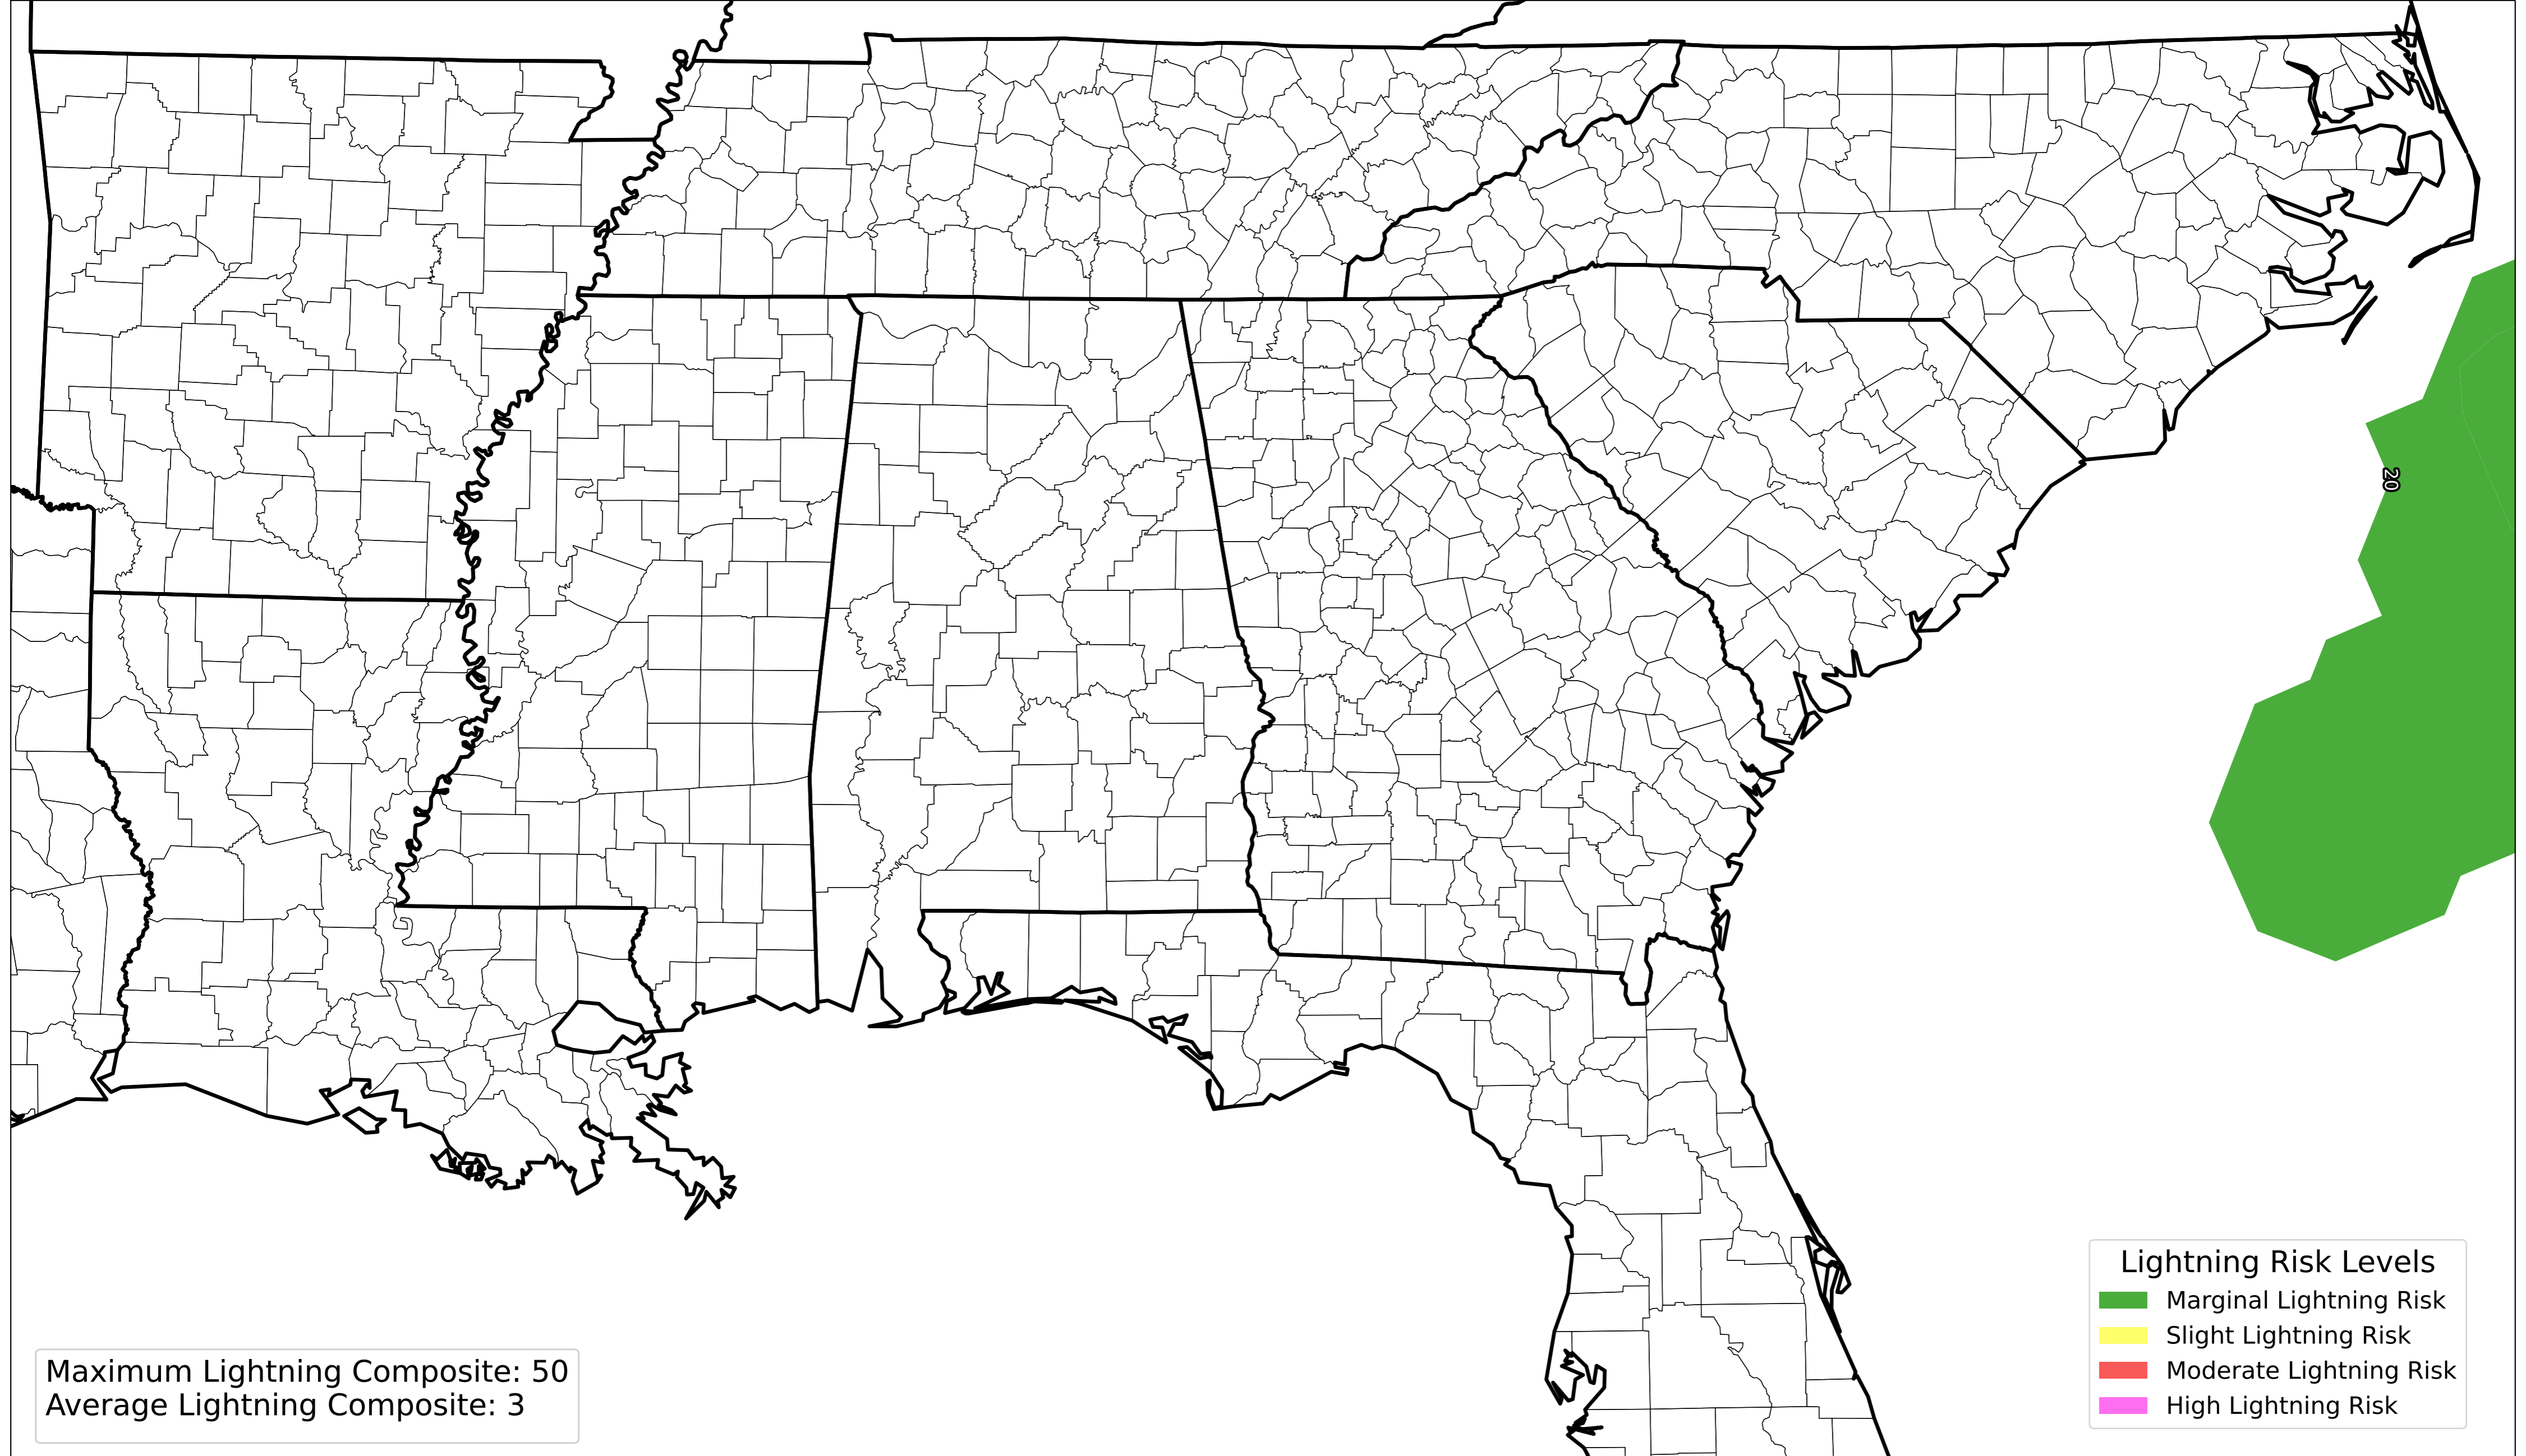 20
Lightning Risk Levels
Marginal Lightning Risk
Slight Lightning Risk
Moderate Lightning Risk
High Lightning Risk
Maximum Lightning Composite: 50
Average Lightning Composite: 3